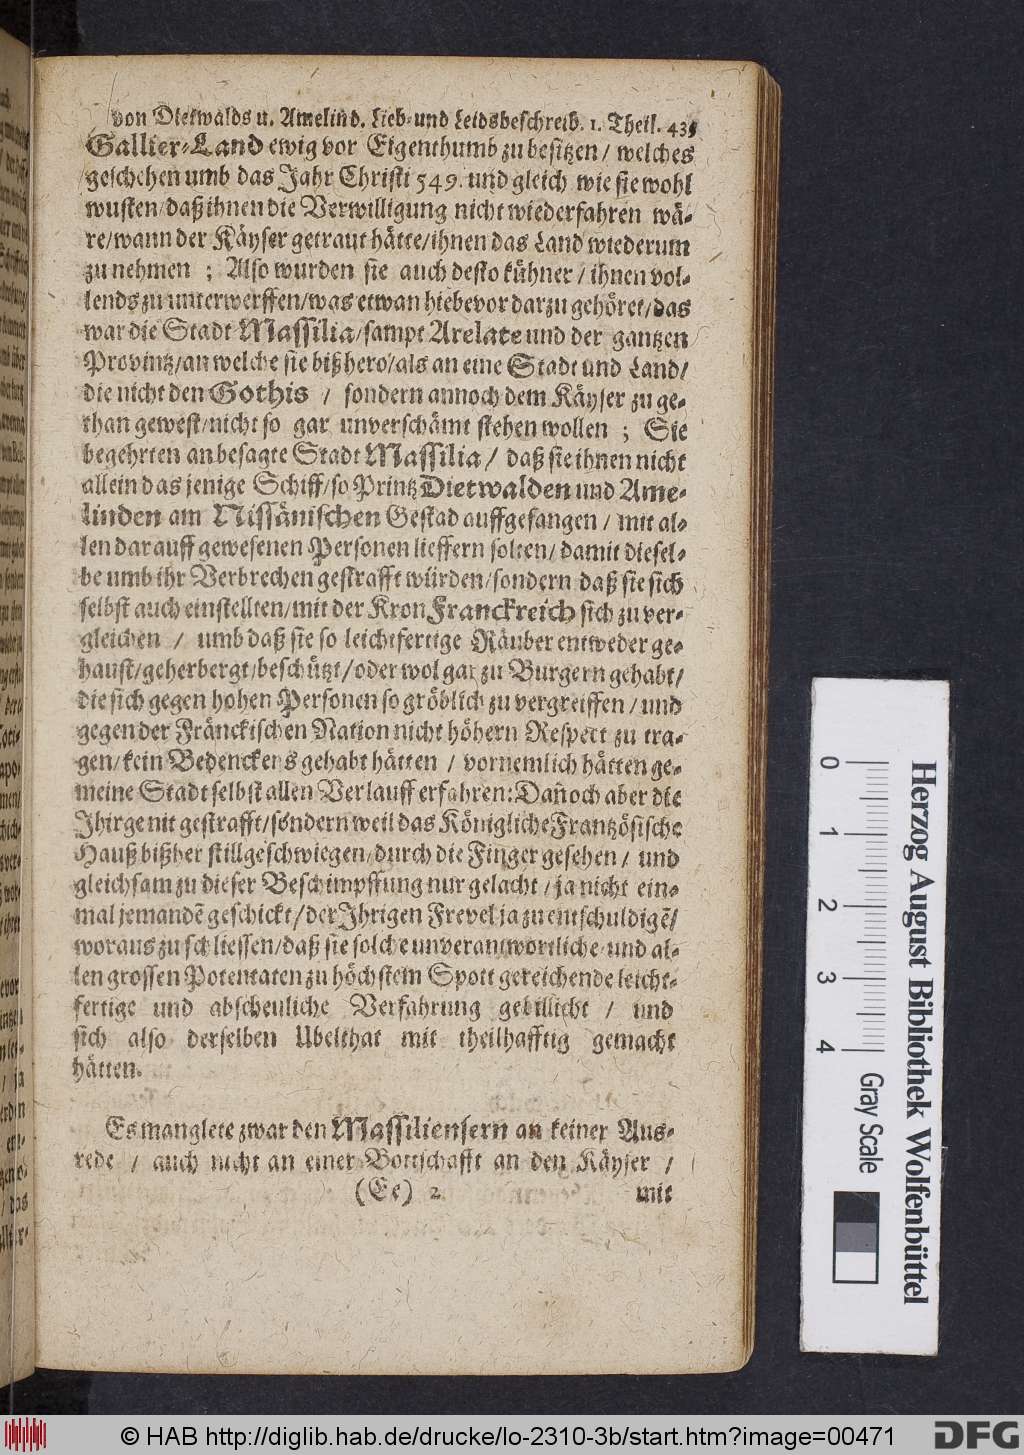 von Dietwalds u. Amelind. Lieb- und Leidsbeschreib. 1. Theil. 435
Gallier-Land ewig vor Eigenthumb zu besitzen / welches
geschehen umb das Jahr Christi 549. und gleich wie sie wohl
wusten / daß ihnen die Verwilligung nicht wiederfahren wä-
re / wann der Käyser getraut hätte / ihnen das Land wiederum
zu nehmen ; Also wurden sie auch desto kühner / ihnen vol-
lends zu unterwerffen / was etwan hiebevor darzu gehöret / das
war die Stadt Massilia / sampt Arelate und der gantzen
Provintz / an welche sie biß hero / als an eine Stadt und Land /
die nicht den Gothis / sondern annoch dem Käyser zu ge-
than gewest / nicht so gar unverschämt stehen wollen ; Sie
begehrten an besagte Stadt Massilia / daß sie ihnen nicht
allein das jenige Schiff / so Printz Dietwalden und Ame-
linden am Nissänischen Gestad auffgefangen / mit al-
len darauff gewesenen Personen lieffern solten / damit diesel-
be umb ihr Verbrechen gestrafft würden / sondern daß sie sich
selbst auch einstellten / mit der Kron Franckreich sich zu ver-
gleichen / umb daß sie so leichtfertige Räuber entweder ge-
haust / geherbergt / beschützt / oder wol gar zu Burgern gehabt /
die sich gegen hohen Personen so gröblich zu vergreiffen / und
gegen der Fränckischen Nation nicht höhern Respect zu tra-
gen / kein Bedenckens gehabt hätten / vornemlich hätten ge-
meine Stadt selbst allen Verlauff erfahren: Dañoch aber die
Ihrige nit gestrafft / sondern weil das Königliche Frantzösische
Hauß bißher stillgeschwiegen / durch die Finger gesehen / und
gleichsam zu dieser Beschimpffung nur gelacht / ja nicht ein-
mal jemandẽ geschickt / der Ihrigen Frevel ja zu entschuldigẽ /
woraus zu schliessen / daß sie solche unverantwortliche und al-
len grossen Potentaten zu höchstem Spott gereichende leicht-
fertige und abscheuliche Verfahrung gebillicht / und
sich also derselben Ubelthat mit theilhafftig gemacht
hätten.
Es manglete zwar den Massiliensern an keiner Aus-
rede / auch nicht an einer Bottschafft an den Käyser /
(Ee) 2 mit
0 1 2 3 4
Gray Scale
Herzog August Bibliothek Wolfenbüttel
© HAB http://diglib.hab.de/drucke/lo-2310-3b/start.htm?image=00471
DFG